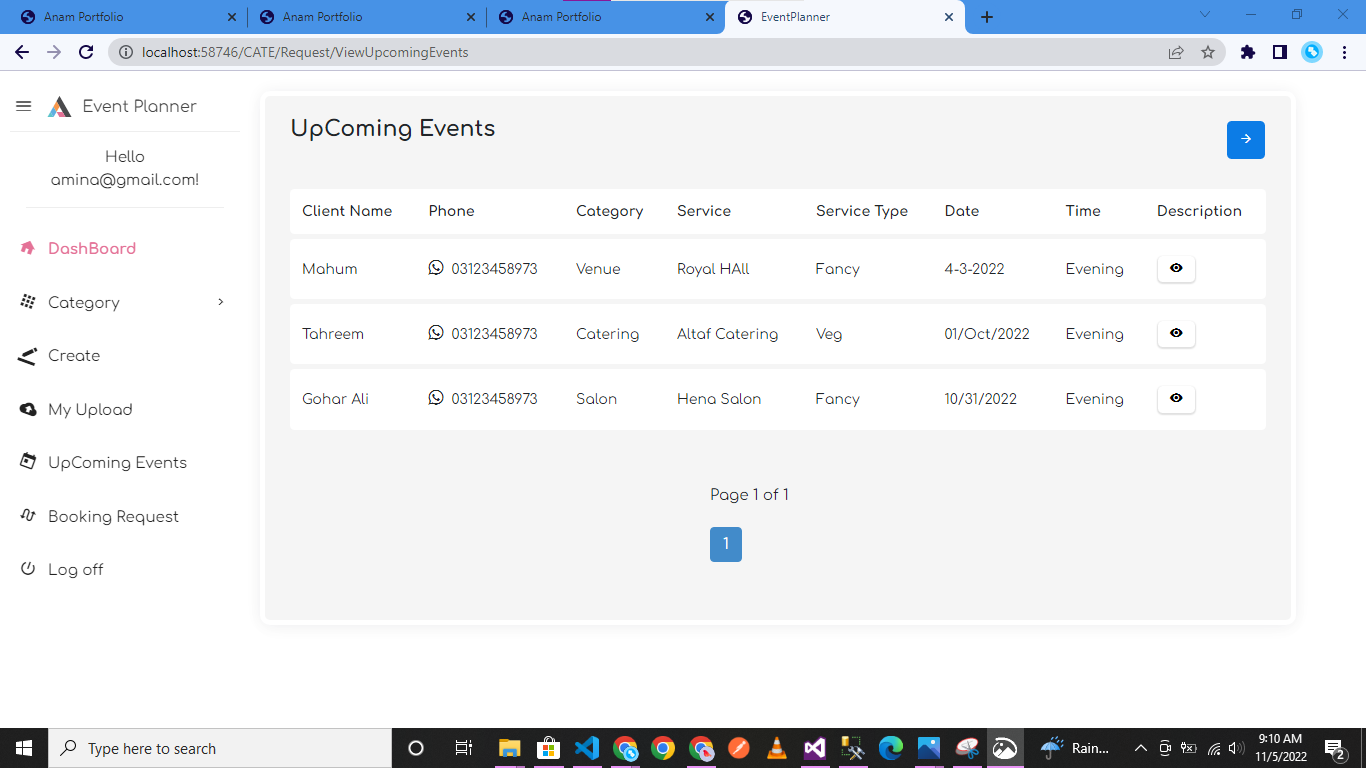 Anam Portfolio
Anam Portfolio
Anam Portfolio
EventPlanner
localhost:58746/CATE/Request/ViewUpcomingEvents
Event Planner
Hello
amina@gmail.com!
DashBoard
Category
Create
My Upload
UpComing Events
Booking Request
Log off
UpComing Events
Client Name Phone Category Service Service Type Date Time Description
Mahum 03123458973 Venue Royal HAll Fancy 4-3-2022 Evening
Tahreem 03123458973 Catering Altaf Catering Veg 01/Oct/2022 Evening
Gohar Ali 03123458973 Salon Hena Salon Fancy 10/31/2022 Evening
Page 1 of 1
1
Type here to search
Rain...
9:10 AM
11/5/2022
2